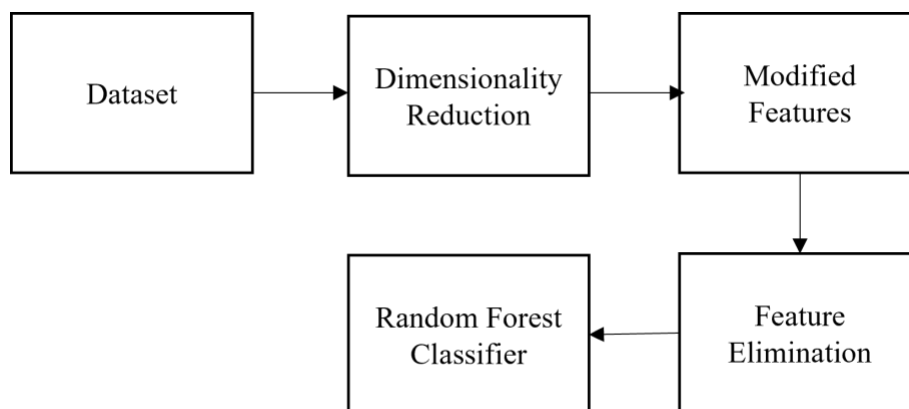 Dataset
Dimensionality
Reduction
Modified
Features
Random Forest
Classifier
Feature
Elimination